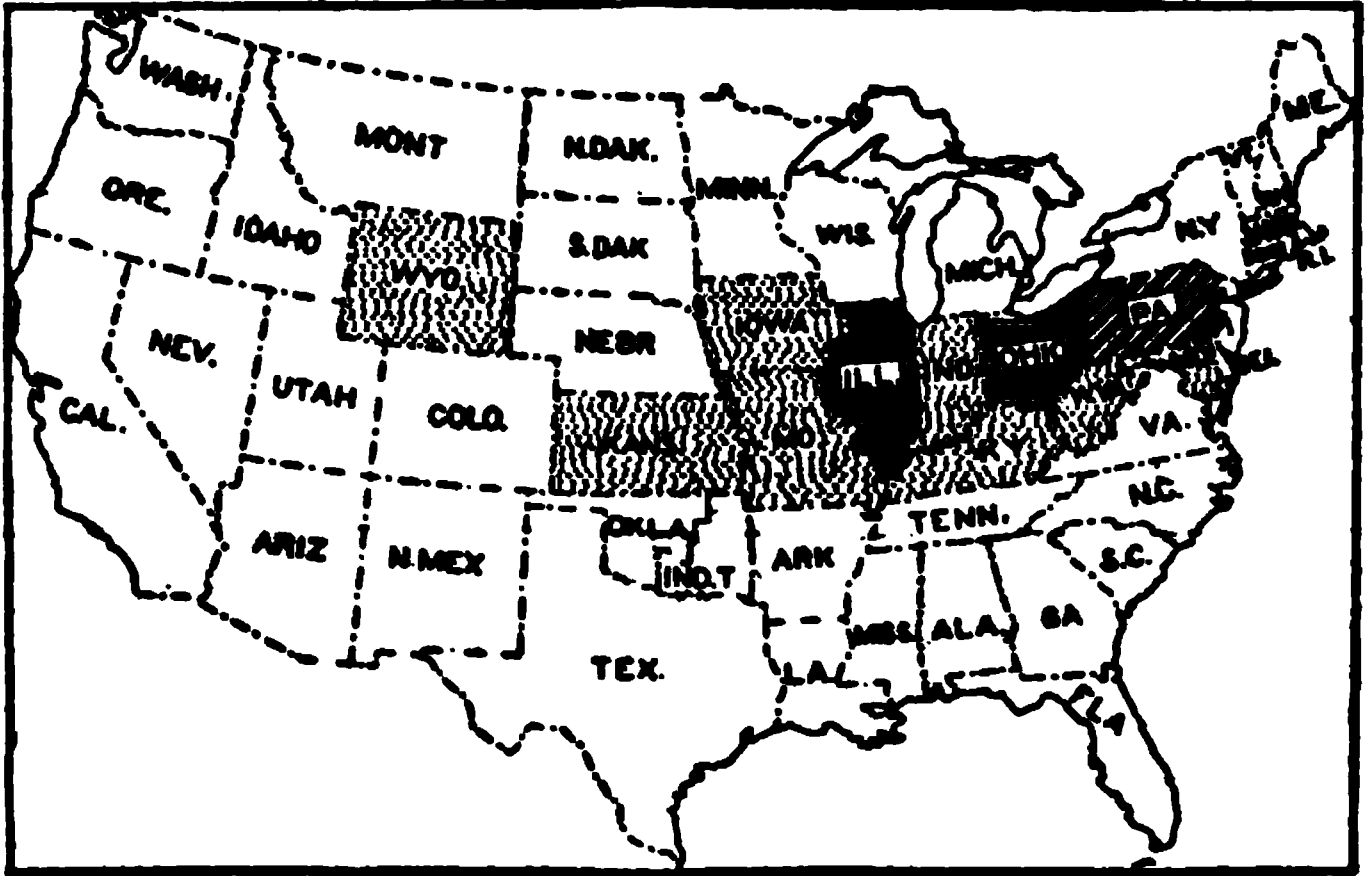 WASH.
MONT
N.DAK.
MINN.
ME.
ORE.
IDAHO
WYO.
S.DAK
WIS.
MICH.
N.Y
R.I.
NEV.
UTAH
COLO.
NEBR
IOWA
ILL
IND
OHIO
PA
CAL.
KANS.
MO
KY
VA.
ARIZ
N.MEX
OKLA.
IND.T
ARK
TENN.
N.C.
S.C.
TEX.
LA
MISS.
ALA.
GA
FLA